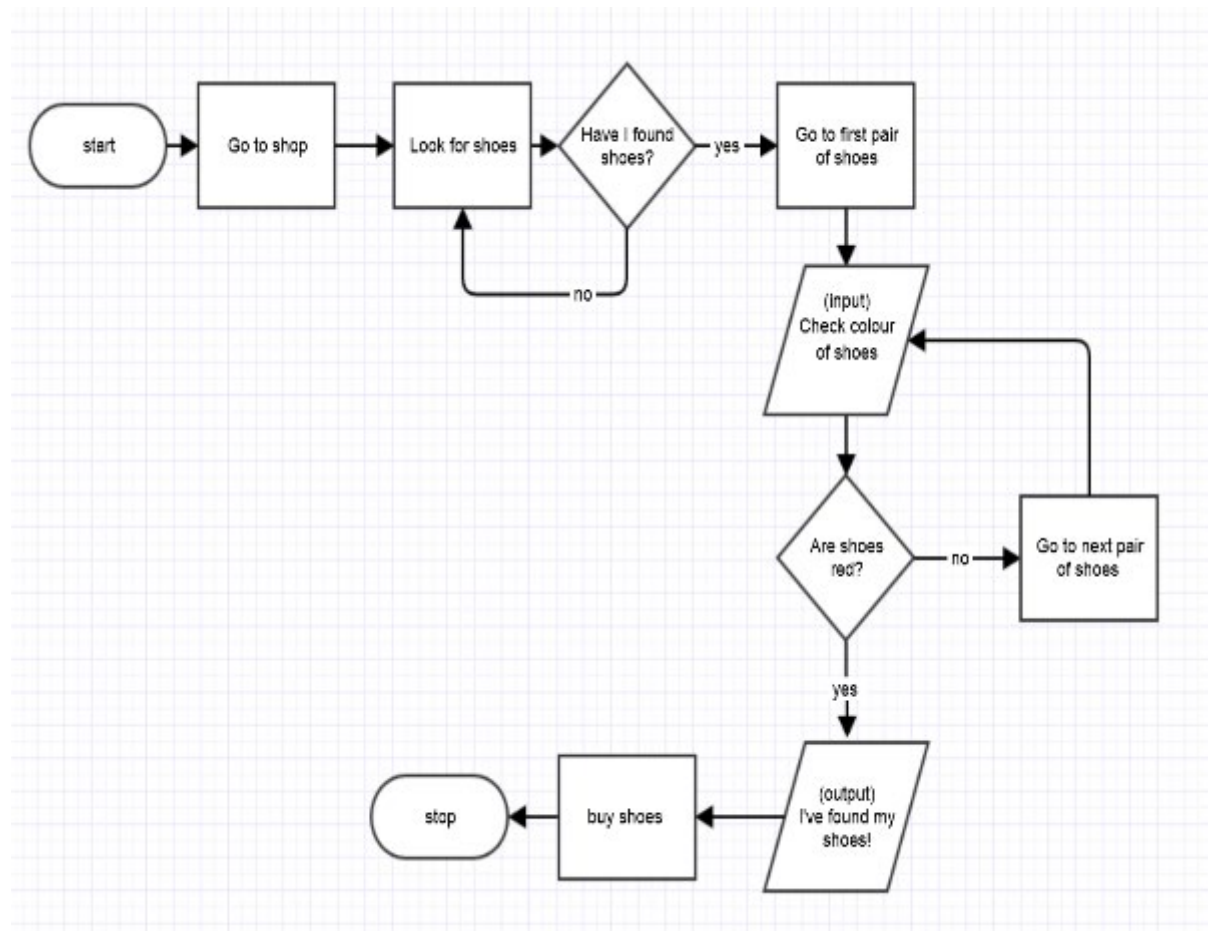 start
Go to shop
Look for shoes
Have I found
shoes?
yes
Go to first pair
of shoes
no
(Input)
Check colour
of shoes
Are shoes
red?
no
Go to next pair
of shoes
yes
(output)
I've found my
shoes!
buy shoes
stop